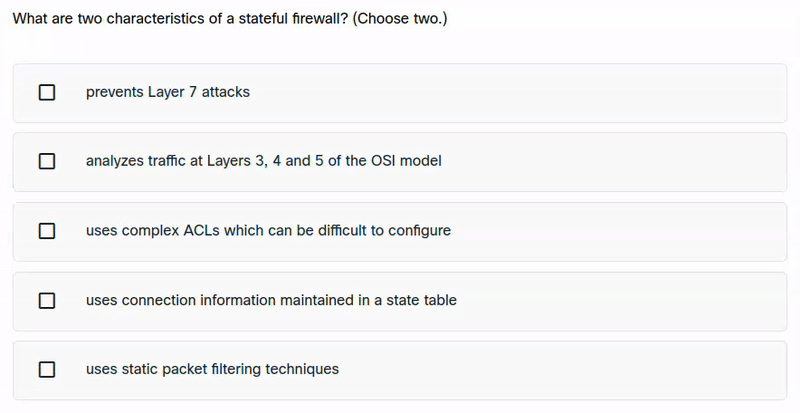 What are two characteristics of a stateful firewall? (Choose two.)
prevents Layer 7 attacks
analyzes traffic at Layers 3, 4 and 5 of the OSI model
uses complex ACLs which can be difficult to configure
uses connection information maintained in a state table
uses static packet filtering techniques